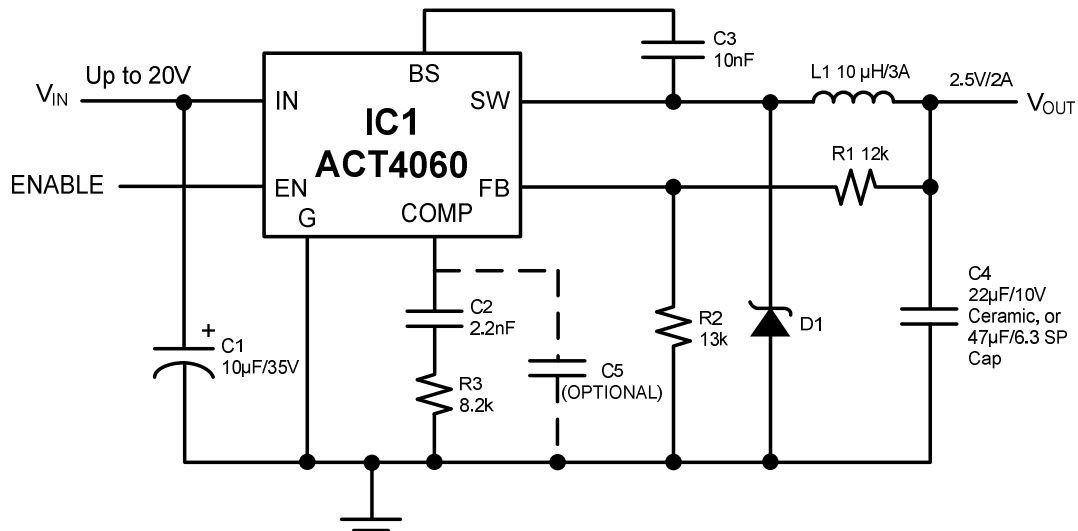 C3
10nF
Up to 20V
BS
L1 10 µH/3A
2.5V/2A
VIN
IN
SW
VOUT
IC1
ACT4060
R1 12k
ENABLE
EN
FB
G
COMP
C2
2.2nF
C4
22µF/10V
Ceramic, or
47µF/6.3 SP
Cap
+
C1
10µF/35V
R2
13k
D1
R3
8.2k
C5
(OPTIONAL)